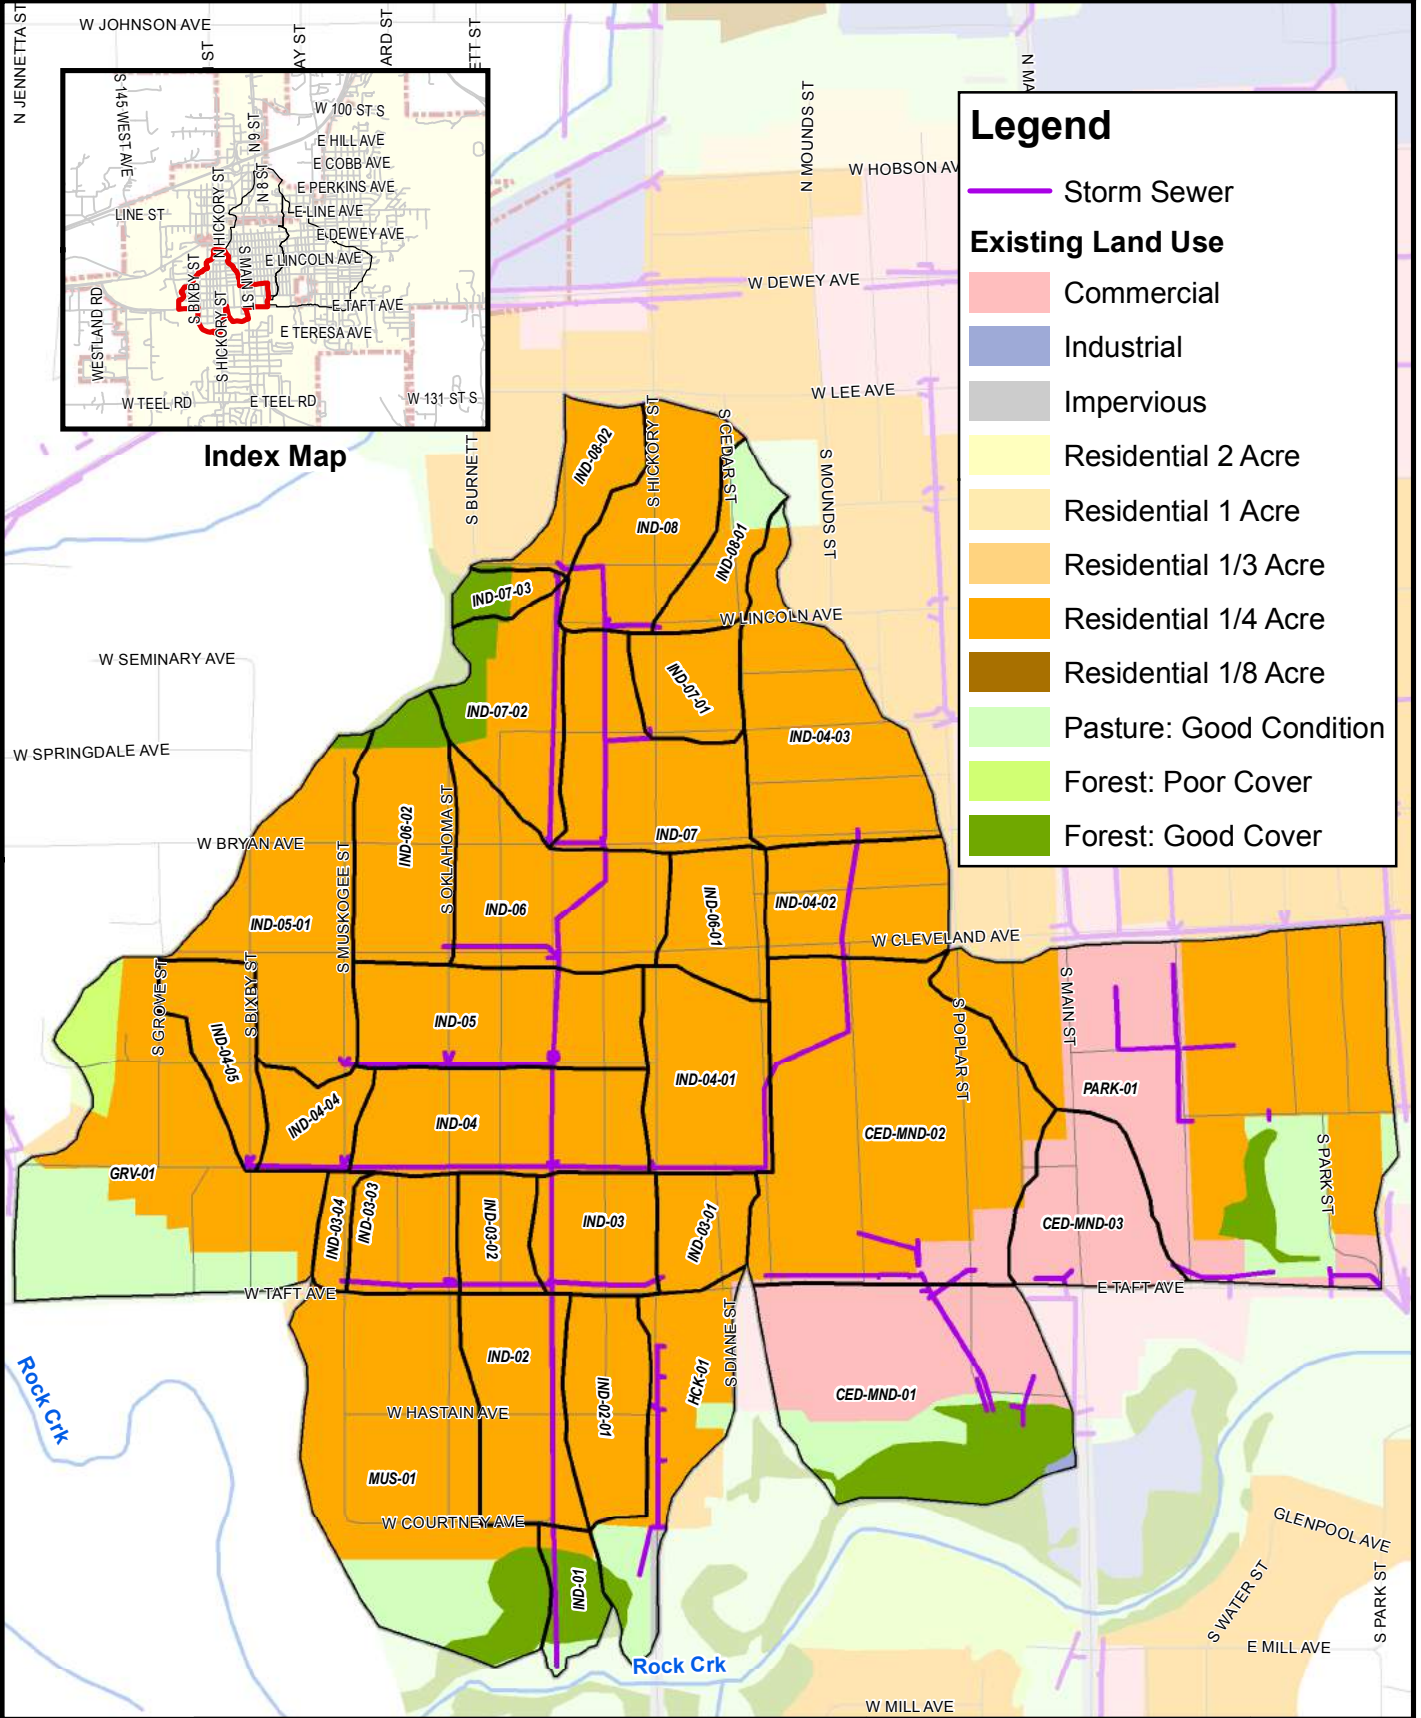 W JOHNSON AVE
N JENNETTA ST
ST
AY ST
ARD ST
ETT ST
N MA
N MOUNDS ST
W HOBSON AV
W DEWEY AVE
W LEE AVE
S 145 WEST AVE
W 100 ST S
N 9 ST
E HILL AVE
E COBB AVE
N 8 ST
E PERKINS AVE
N HICKORY ST
LINE ST
E LINE AVE
E DEWEY AVE
S MAIN ST
E LINCOLN AVE
S BIXBY ST
WESTLAND RD
S HICKORY ST
E TAFT AVE
E TERESA AVE
W TEEL RD
E TEEL RD
W 131 ST S
Index Map
Legend
Storm Sewer
Existing Land Use
Commercial
Industrial
Impervious
Residential 2 Acre
Residential 1 Acre
Residential 1/3 Acre
Residential 1/4 Acre
Residential 1/8 Acre
Pasture: Good Condition
Forest: Poor Cover
Forest: Good Cover
S BURNETT
IND-08-02
S HICKORY ST
S CEDAR ST
S MOUNDS ST
IND-08
IND-08-01
IND-07-03
W LINCOLN AVE
W SEMINARY AVE
IND-07-01
IND-07-02
IND-04-03
W SPRINGDALE AVE
S OKLAHOMA ST
IND-06-02
IND-07
W BRYAN AVE
S MUSKOGEE ST
IND-06
IND-06-01
IND-04-02
IND-05-01
W CLEVELAND AVE
S GROVE ST
S BIXBY ST
S MAIN ST
IND-05
IND-04-05
S POPLAR ST
IND-04-01
PARK-01
IND-04-04
IND-04
CED-MND-02
GRV-01
S PARK ST
IND-03-04
IND-03-03
IND-03-02
IND-03
IND-03-01
CED-MND-03
W TAFT AVE
E TAFT AVE
S DIANE ST
IND-02
Rock Crk
IND-02-01
HCK-01
CED-MND-01
W HASTAIN AVE
MUS-01
W COURTNEY AVE
GLENPOOL AVE
IND-01
S WATER ST
S PARK ST
E MILL AVE
Rock Crk
W MILL AVE